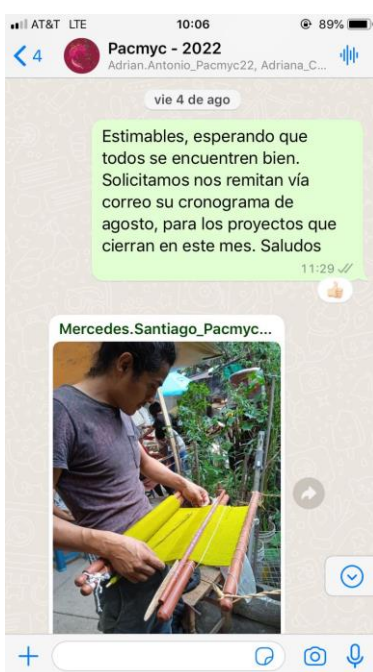 AT&T LTE
10:06
89%
4
Pacmyc - 2022
Adrian.Antonio_Pacmyc22, Adriana_C...
vie 4 de ago
Estimables, esperando que
todos se encuentren bien.
Solicitamos nos remitan vía
correo su cronograma de
agosto, para los proyectos que
cierran en este mes. Saludos
11:29
Mercedes.Santiago_Pacmyc...